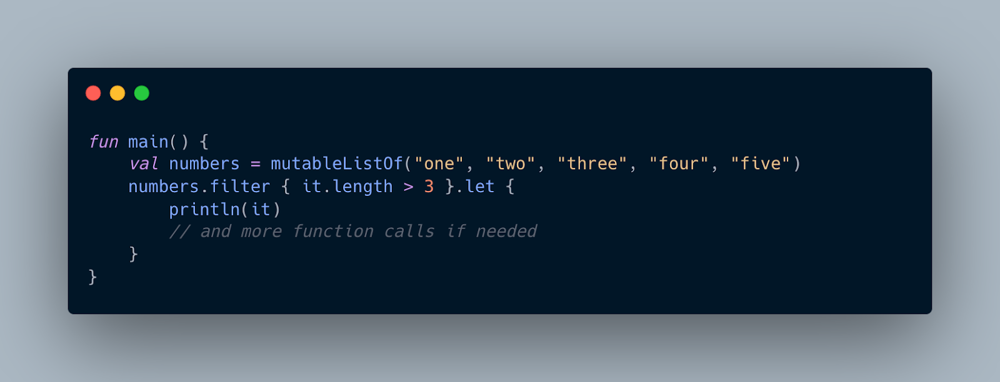 fun main() {
    val numbers = mutableListOf("one", "two", "three", "four", "five")
    numbers.filter { it.length > 3 }.let {
        println(it)
        // and more function calls if needed
    }
}